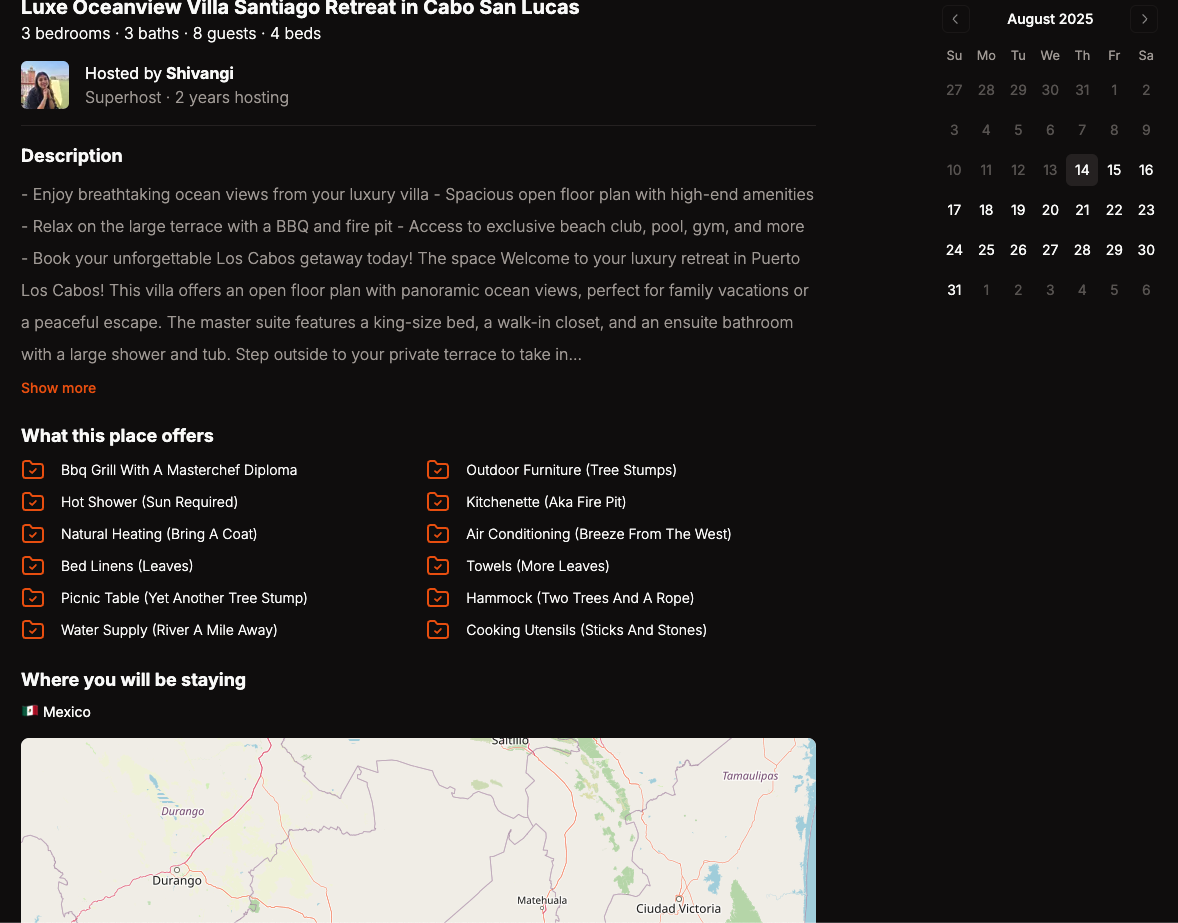 Luxe Oceanview Villa Santiago Retreat in Cabo San Lucas
3 bedrooms · 3 baths · 8 guests · 4 beds
Hosted by Shivangi
Superhost · 2 years hosting
Description
- Enjoy breathtaking ocean views from your luxury villa - Spacious open floor plan with high-end amenities
- Relax on the large terrace with a BBQ and fire pit - Access to exclusive beach club, pool, gym, and more
- Book your unforgettable Los Cabos getaway today! The space Welcome to your luxury retreat in Puerto
Los Cabos! This villa offers an open floor plan with panoramic ocean views, perfect for family vacations or
a peaceful escape. The master suite features a king-size bed, a walk-in closet, and an ensuite bathroom
with a large shower and tub. Step outside to your private terrace to take in...
Show more
What this place offers
Bbq Grill With A Masterchef Diploma
Outdoor Furniture (Tree Stumps)
Hot Shower (Sun Required)
Kitchenette (Aka Fire Pit)
Natural Heating (Bring A Coat)
Air Conditioning (Breeze From The West)
Bed Linens (Leaves)
Towels (More Leaves)
Picnic Table (Yet Another Tree Stump)
Hammock (Two Trees And A Rope)
Water Supply (River A Mile Away)
Cooking Utensils (Sticks And Stones)
Where you will be staying
Mexico
Saltillo
Tamaulipas
Durango
Durango
Matehuala
Ciudad Victoria
August 2025
Su Mo Tu We Th Fr Sa
27 28 29 30 31 1 2
3 4 5 6 7 8 9
10 11 12 13 14 15 16
17 18 19 20 21 22 23
24 25 26 27 28 29 30
31 1 2 3 4 5 6